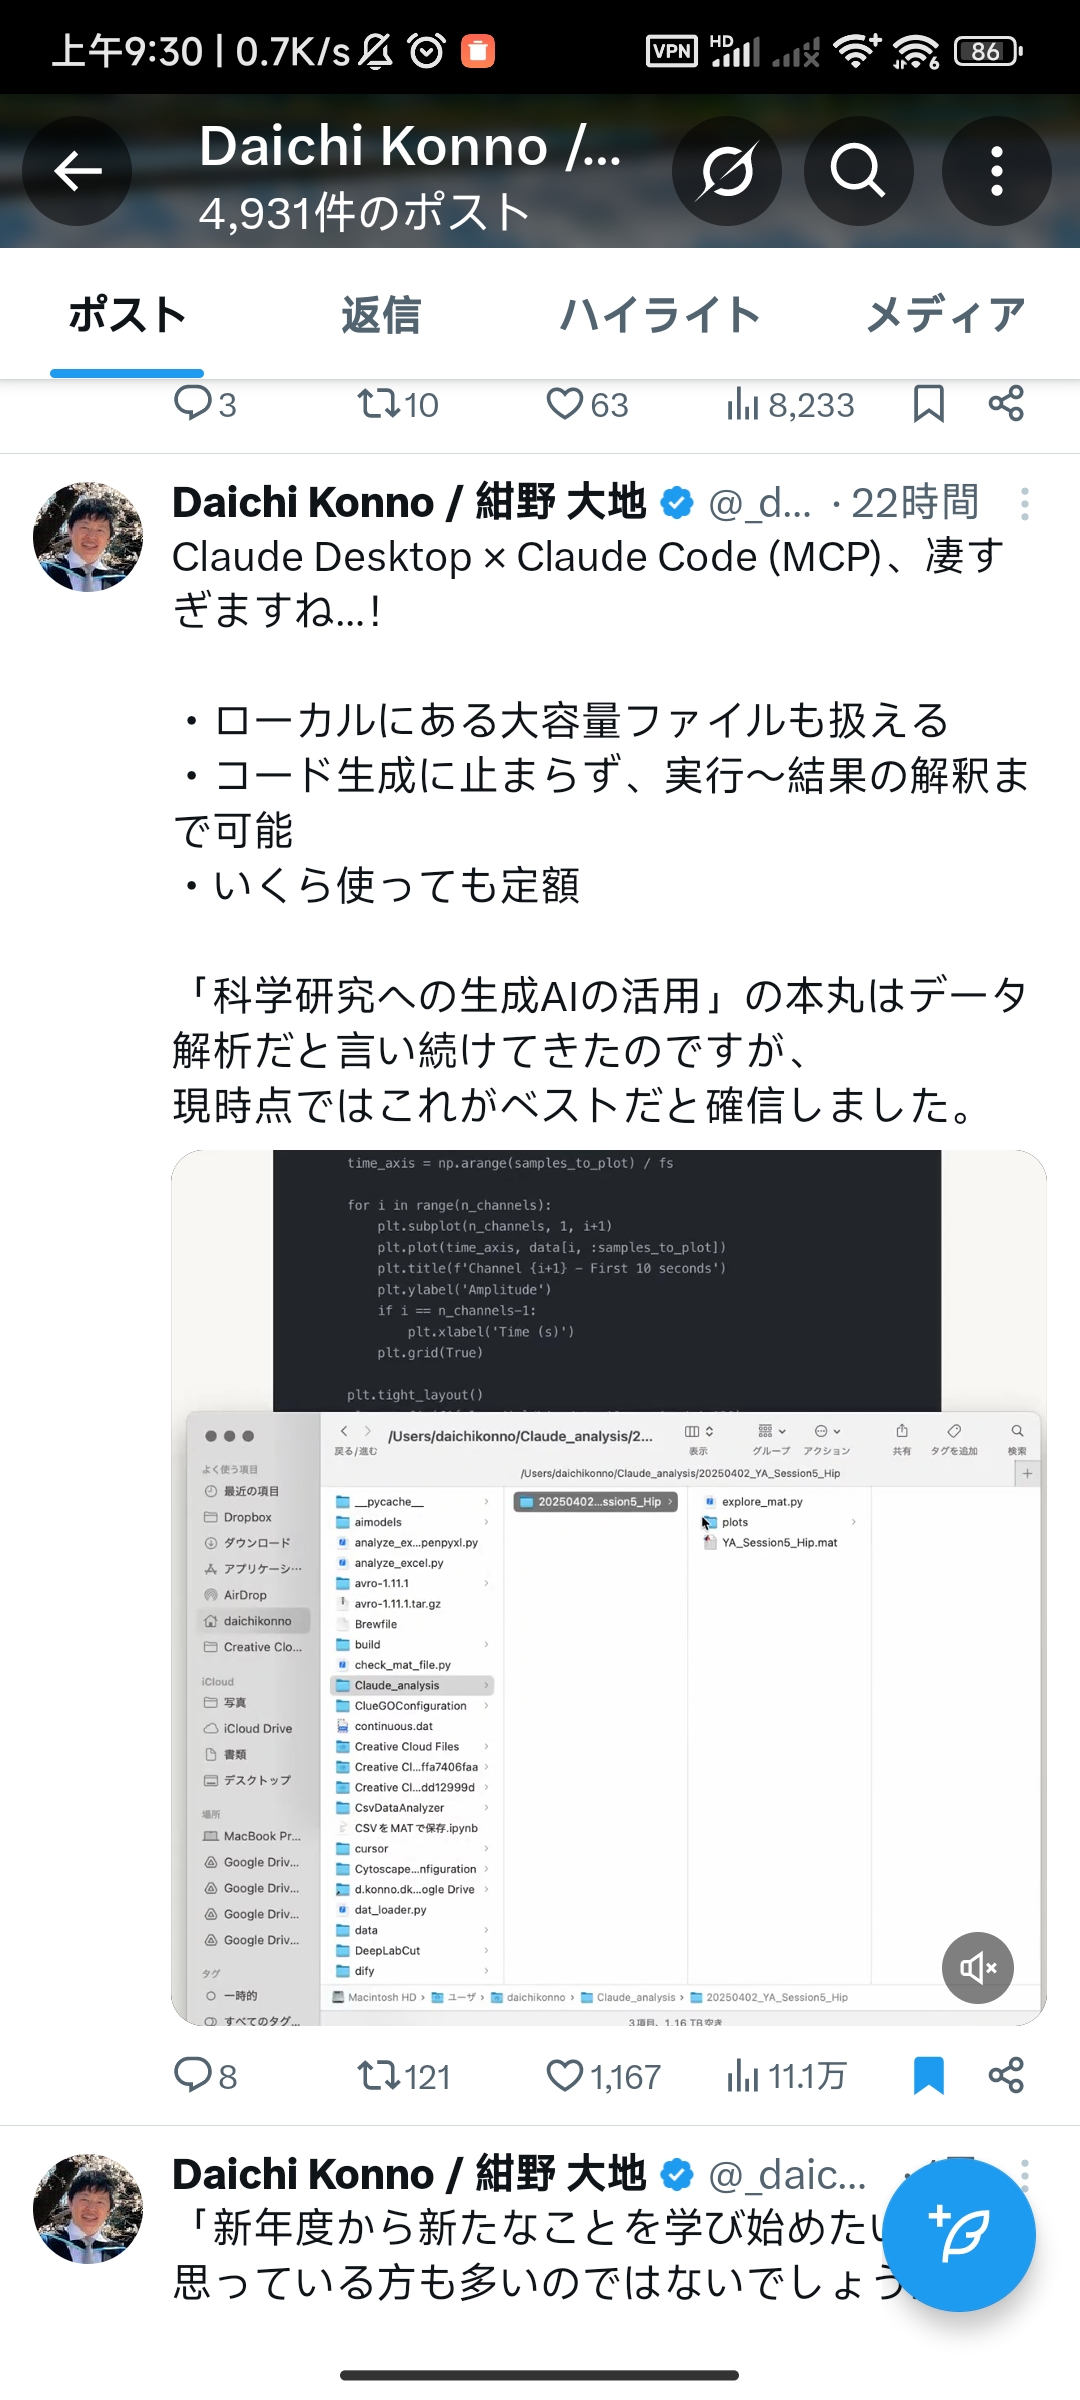 上午9:30 | 0.7K/s
VPN HD 6 86
Daichi Konno /...
4,931件のポスト
ポスト 返信 ハイライト メディア
3 10 63 8,233
Daichi Konno / 紺野 大地 @_d... · 22時間
Claude Desktop × Claude Code (MCP)、凄す
ぎますね...!
・ローカルにある大容量ファイルも扱える
・コード生成に止まらず、実行〜結果の解釈ま
で可能
・いくら使っても定額
「科学研究への生成AIの活用」の本丸はデータ
解析だと言い続けてきたのですが、
現時点ではこれがベストだと確信しました。
time_axis = np.arange(samples_to_plot) / fs
for i in range(n_channels):
plt.subplot(n_channels, 1, i+1)
plt.plot(time_axis, data[i, :samples_to_plot])
plt.title(f'Channel {i+1} - First 10 seconds')
plt.ylabel('Amplitude')
if i == n_channels-1:
plt.xlabel('Time (s)')
plt.grid(True)
plt.tight_layout()
/Users/daichikonno/Claude_analysis/2...
戻る/進む 表示 グループ アクション 共有 タグを追加 検索
/Users/daichikonno/Claude_analysis/20250402_YA_Session5_Hip
よく使う項目
最近の項目
Dropbox
ダウンロード
アプリケーシ...
AirDrop
daichikonno
Creative Clo...
iCloud
写真
iCloud Drive
書類
デスクトップ
場所
MacBook Pr...
Google Driv...
Google Driv...
Google Driv...
Google Driv...
タグ
一時的
すべてのタグ...
__pycache__
aimodels
analyze_ex...penpyxl.py
analyze_excel.py
avro-1.11.1
avro-1.11.1.tar.gz
Brewfile
build
check_mat_file.py
Claude_analysis
ClueGOConfiguration
continuous.dat
Creative Cloud Files
Creative Cl...ffa7406faa
Creative Cl...dd12999d
CsvDataAnalyzer
CSVをMATで保存.ipynb
cursor
Cytoscape...nfiguration
d.konno.dk...ogle Drive
dat_loader.py
data
DeepLabCut
dify
20250402...ssion5_Hip
explore_mat.py
plots
YA_Session5_Hip.mat
Macintosh HD › ユーザ › daichikonno › Claude_analysis › 20250402_YA_Session5_Hip
3項目、1.16 TB空き
8 121 1,167 11.1万
Daichi Konno / 紺野 大地 @_daic...
「新年度から新たなことを学び始めたい
思っている方も多いのではないでしょう